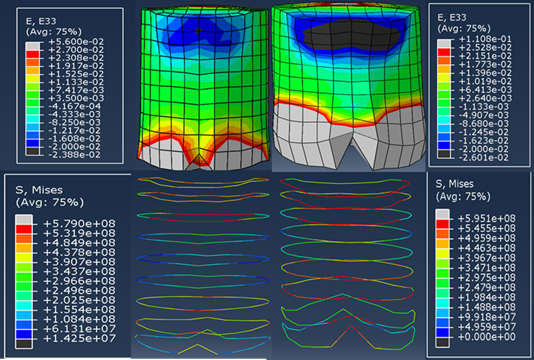 E, E33
(Avg: 75%)
+5.600e-02
+2.700e-02
+2.308e-02
+1.917e-02
+1.525e-02
+1.133e-02
+7.417e-03
+3.500e-03
-4.167e-04
-4.333e-03
-8.250e-03
-1.217e-02
-1.608e-02
-2.000e-02
-2.388e-02
E, E33
(Avg: 75%)
+1.108e-01
+2.528e-02
+2.151e-02
+1.773e-02
+1.396e-02
+1.019e-02
+6.413e-03
+2.640e-03
-1.133e-03
-4.907e-03
-8.680e-03
-1.245e-02
-1.623e-02
-2.000e-02
-2.601e-02
S, Mises
(Avg: 75%)
+5.790e+08
+5.319e+08
+4.849e+08
+4.378e+08
+3.907e+08
+3.437e+08
+2.966e+08
+2.496e+08
+2.025e+08
+1.554e+08
+1.084e+08
+6.131e+07
+1.425e+07
S, Mises
(Avg: 75%)
+5.951e+08
+5.455e+08
+4.959e+08
+4.463e+08
+3.967e+08
+3.471e+08
+2.975e+08
+2.479e+08
+1.984e+08
+1.488e+08
+9.918e+07
+4.959e+07
+0.000e+00